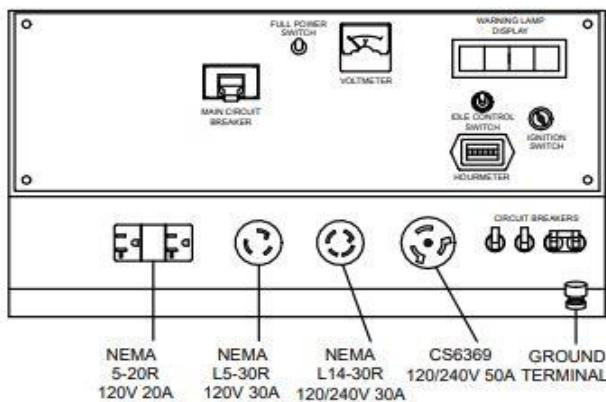 FULL POWER
SWITCH
WARNING LAMP
DISPLAY
VOLTMETER
MAIN CIRCUIT
BREAKER
IDLE CONTROL
SWITCH
IGNITION
SWITCH
HOURMETER
CIRCUIT BREAKERS
NEMA
5-20R
120V 20A
NEMA
L5-30R
120V 30A
NEMA
L14-30R
120/240V 30A
CS6369
120/240V 50A
GROUND
TERMINAL